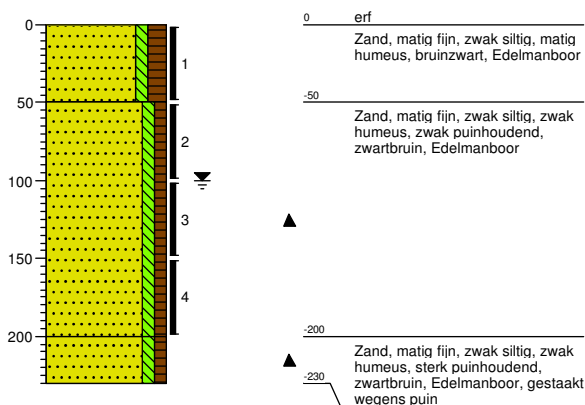 0
0
erf
Zand, matig fijn, zwak siltig, matig
humeus, bruinzwart, Edelmanboor
1
50
-50
Zand, matig fijn, zwak siltig, zwak
humeus, zwak puinhoudend,
zwartbruin, Edelmanboor
2
100
3
150
4
200
-200
Zand, matig fijn, zwak siltig, zwak
humeus, sterk puinhoudend,
zwartbruin, Edelmanboor, gestaakt
wegens puin
-230